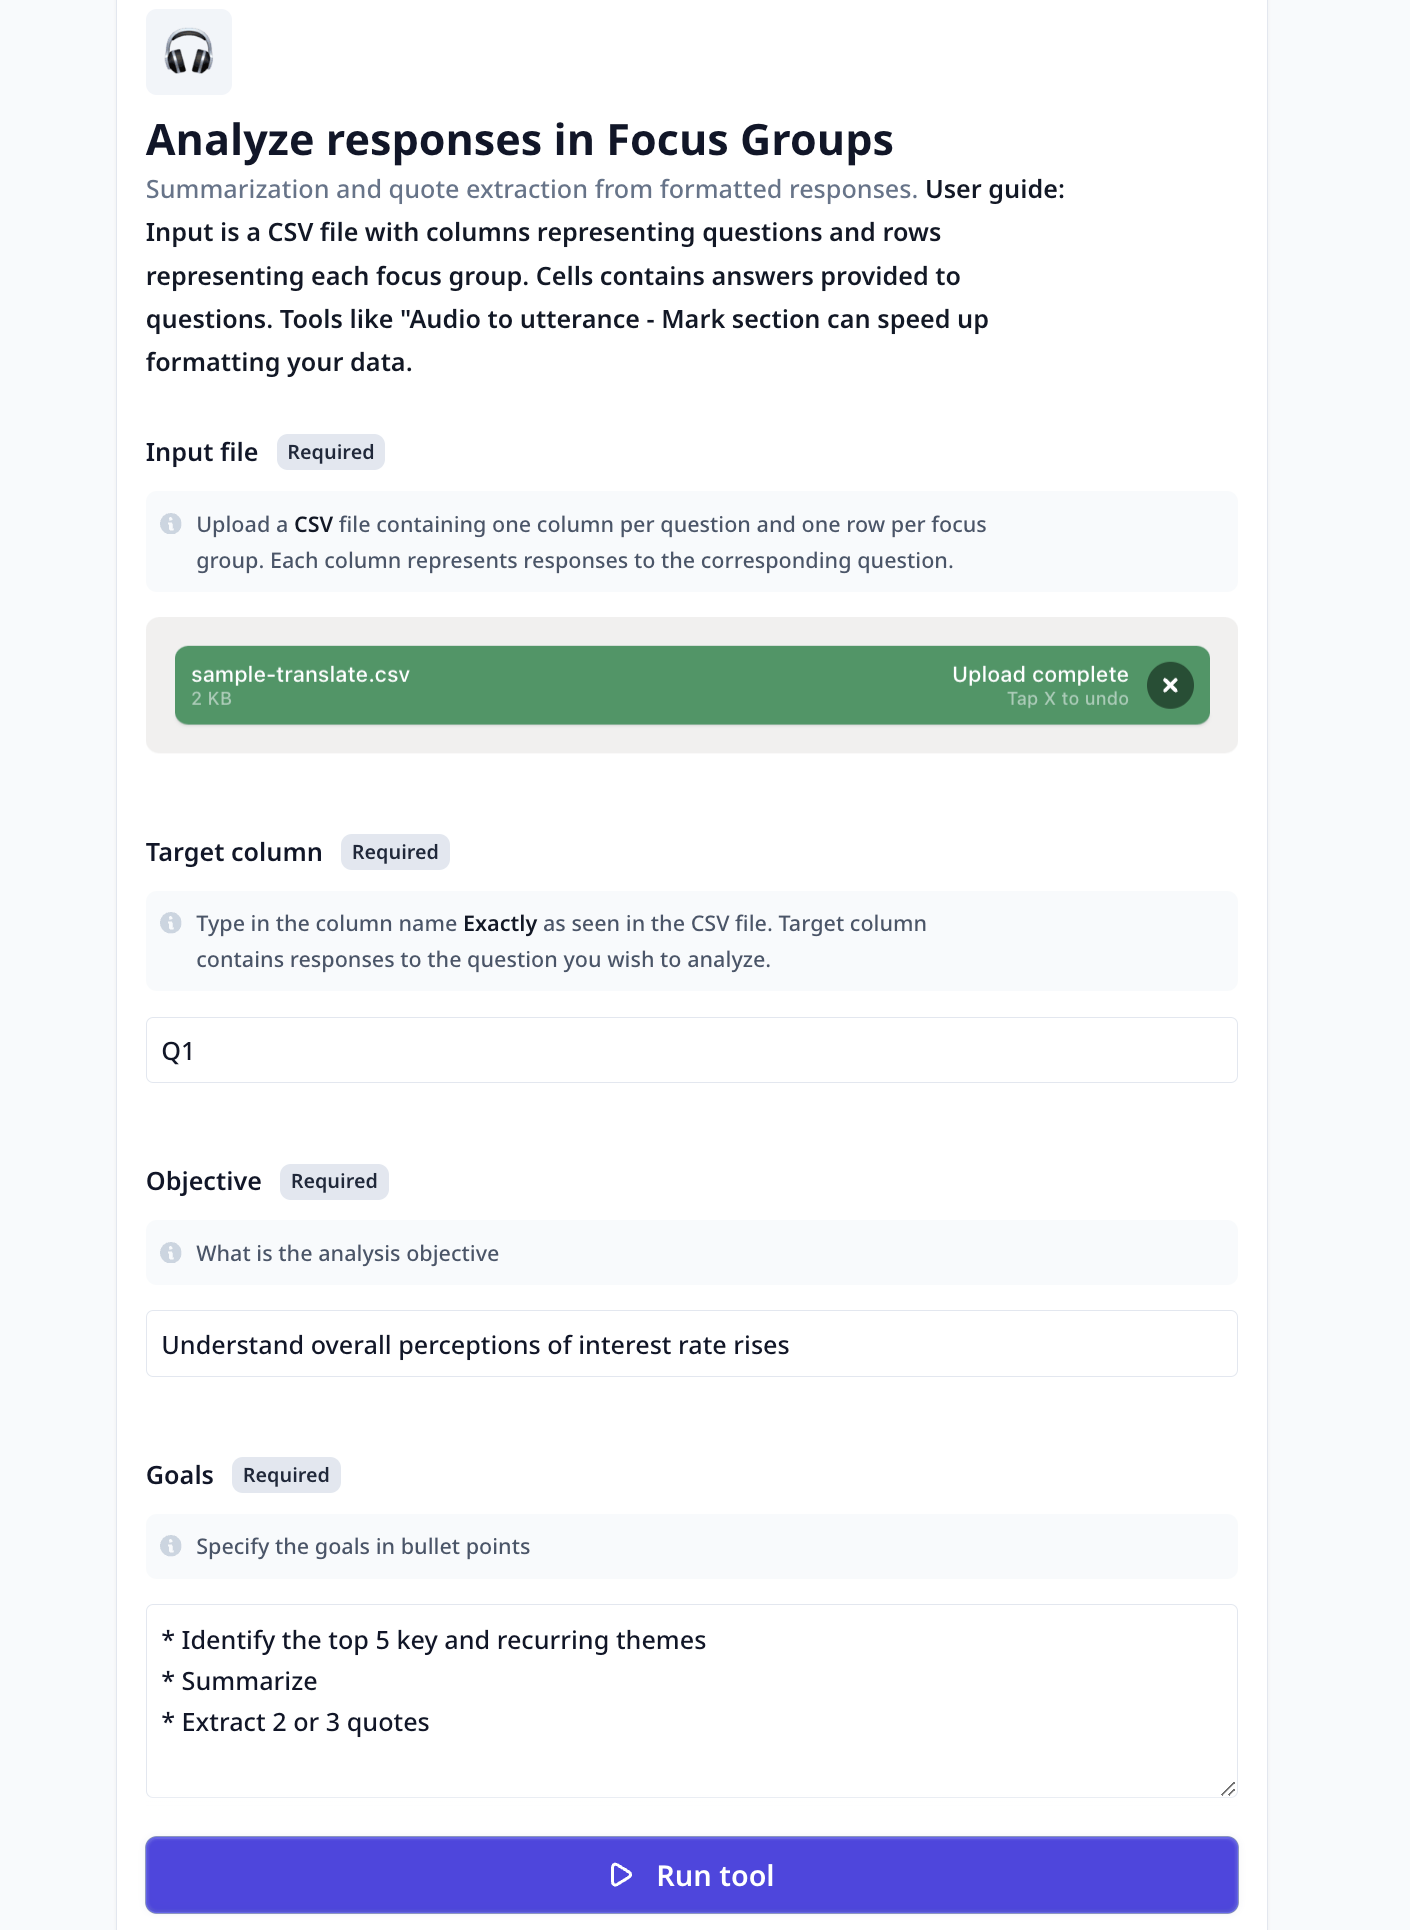 Analyze responses in Focus Groups
Summarization and quote extraction from formatted responses. User guide:
Input is a CSV file with columns representing questions and rows
representing each focus group. Cells contains answers provided to
questions. Tools like "Audio to utterance - Mark section can speed up
formatting your data.
Input file Required
Upload a CSV file containing one column per question and one row per focus
group. Each column represents responses to the corresponding question.
sample-translate.csv Upload complete
2 KB Tap X to undo
Target column Required
Type in the column name Exactly as seen in the CSV file. Target column
contains responses to the question you wish to analyze.
Q1
Objective Required
What is the analysis objective
Understand overall perceptions of interest rate rises
Goals Required
Specify the goals in bullet points
* Identify the top 5 key and recurring themes
* Summarize
* Extract 2 or 3 quotes
Run tool